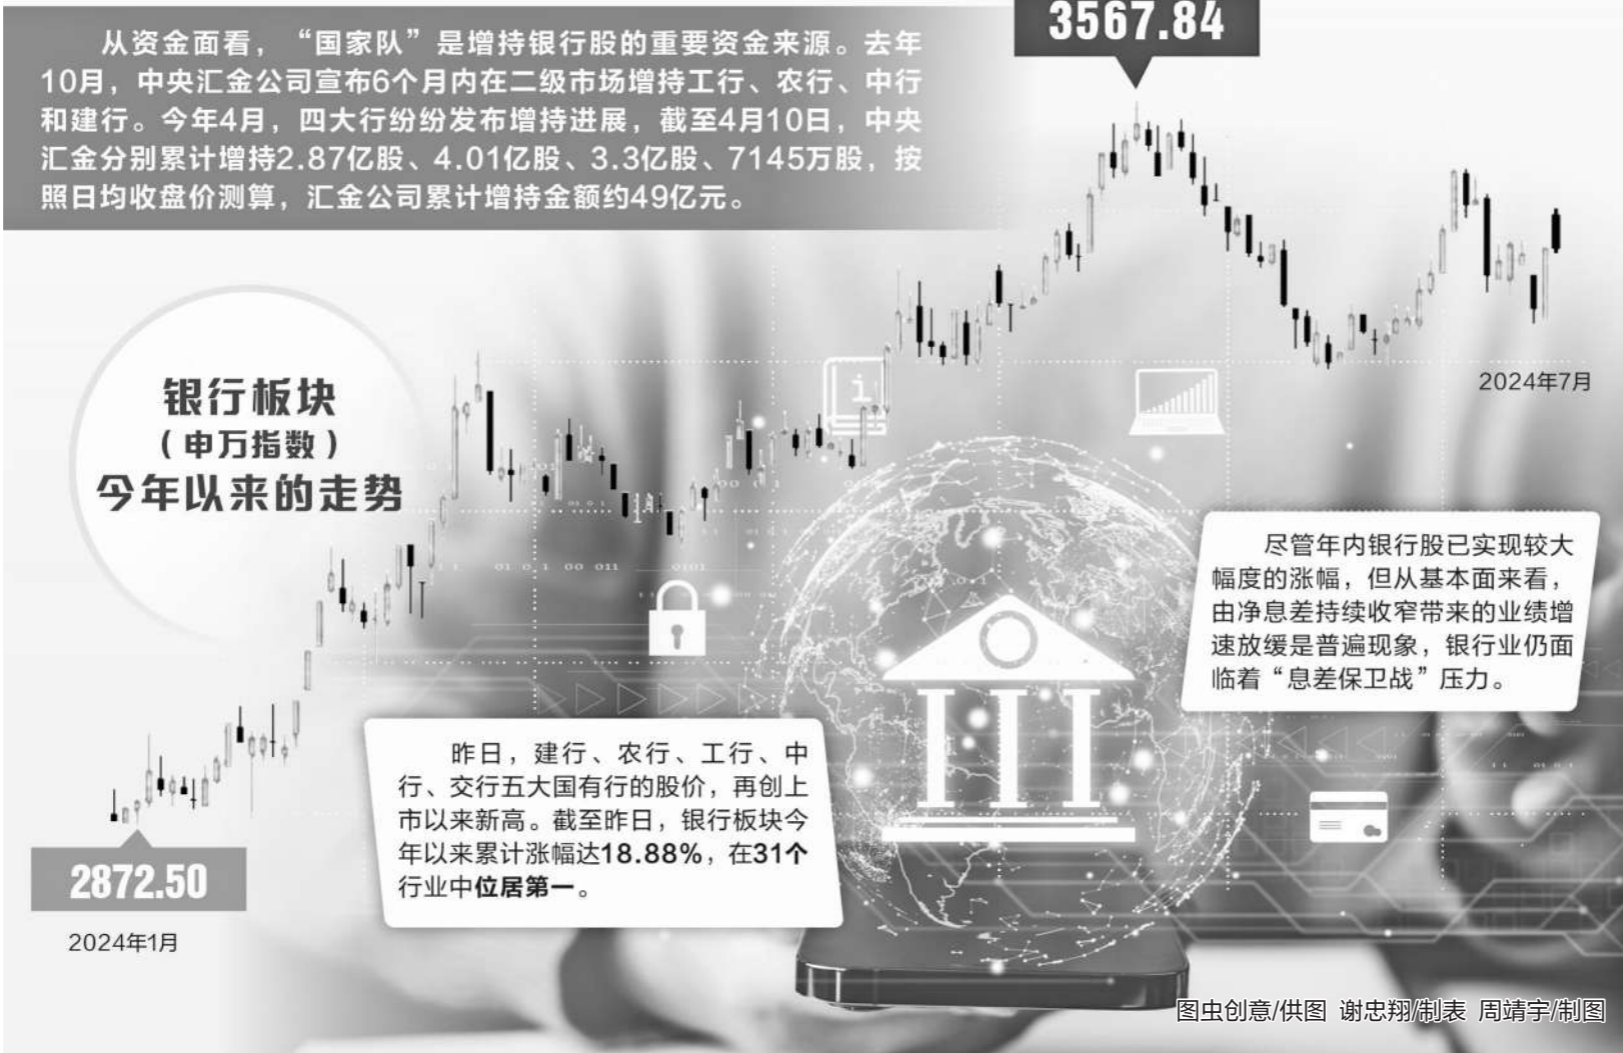 从资金面看，“国家队”是增持银行股的重要资金来源。去年
10月，中央汇金公司宣布6个月内在二级市场增持工行、农行、中行
和建行。今年4月，四大行纷纷发布增持进展，截至4月10日，中央
汇金分别累计增持2.87亿股、4.01亿股、3.3亿股、7145万股，按
照日均收盘价测算，汇金公司累计增持金额约49亿元。
3567.84
银行板块
（申万指数）
今年以来的走势
2024年7月
尽管年内银行股已实现较大
幅度的涨幅，但从基本面来看，
由净息差持续收窄带来的业绩增
速放缓是普遍现象，银行业仍面
临着“息差保卫战”压力。
昨日，建行、农行、工行、中
行、交行五大国有行的股价，再创上
市以来新高。截至昨日，银行板块今
年以来累计涨幅达18.88%，在31个
行业中位居第一。
2872.50
2024年1月
图虫创意/供图 谢忠翔/制表 周靖宇/制图